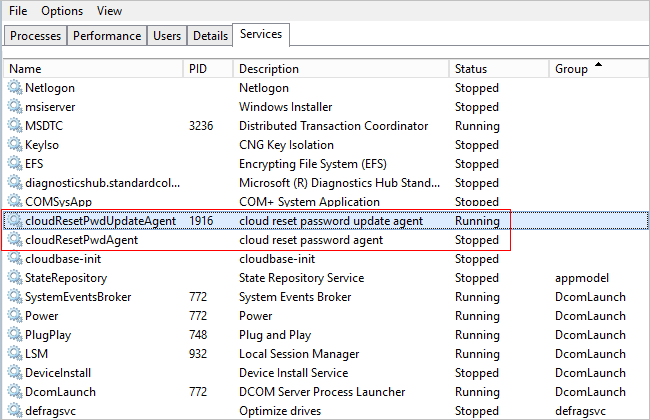 File Options View
Processes Performance Users Details Services
Name PID Description Status Group
Netlogon Netlogon Stopped
msiserver Windows Installer Stopped
MSDTC 3236 Distributed Transaction Coordinator Running
KeyIso CNG Key Isolation Stopped
EFS Encrypting File System (EFS) Stopped
diagnosticshub.standardcol... Microsoft (R) Diagnostics Hub Stand... Stopped
COMSysApp COM+ System Application Stopped
cloudResetPwdUpdateAgent 1916 cloud reset password update agent Running
cloudResetPwdAgent cloud reset password agent Stopped
cloudbase-init cloudbase-init Stopped
StateRepository State Repository Service Stopped appmodel
SystemEventsBroker 772 System Events Broker Running DcomLaunch
Power 772 Power Running DcomLaunch
PlugPlay 748 Plug and Play Running DcomLaunch
LSM 932 Local Session Manager Running DcomLaunch
DeviceInstall Device Install Service Stopped DcomLaunch
DcomLaunch 772 DCOM Server Process Launcher Running DcomLaunch
defragsvc Optimize drives Stopped defragsvc